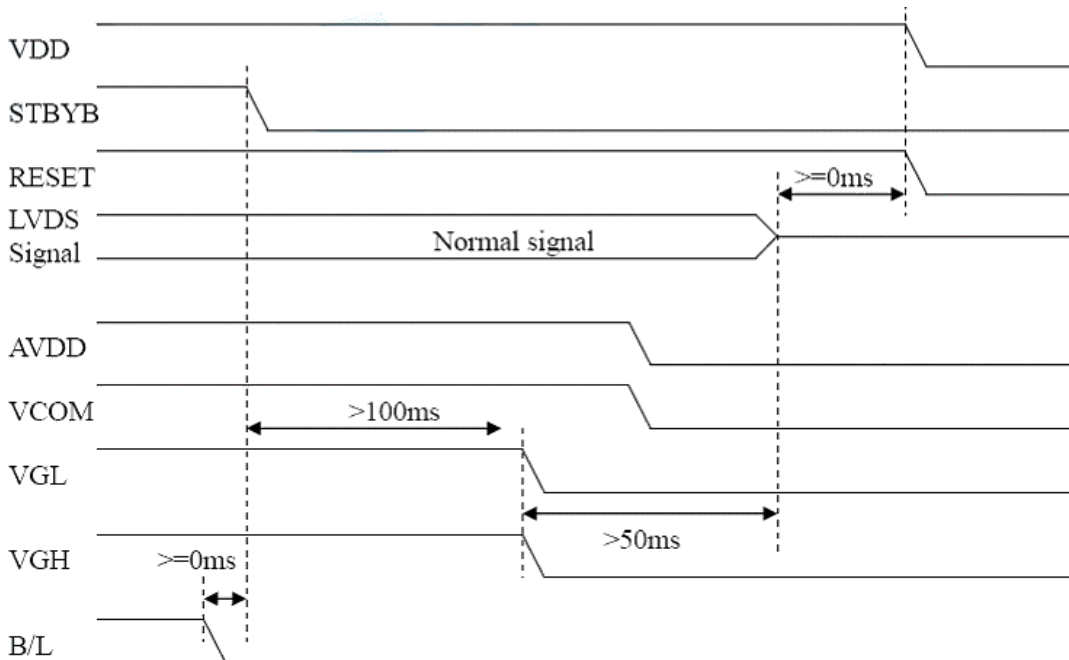 VDD
STBYB
RESET
>=0ms
LVDS
Signal
Normal signal
AVDD
VCOM
>100ms
VGL
>50ms
VGH
>=0ms
B/L